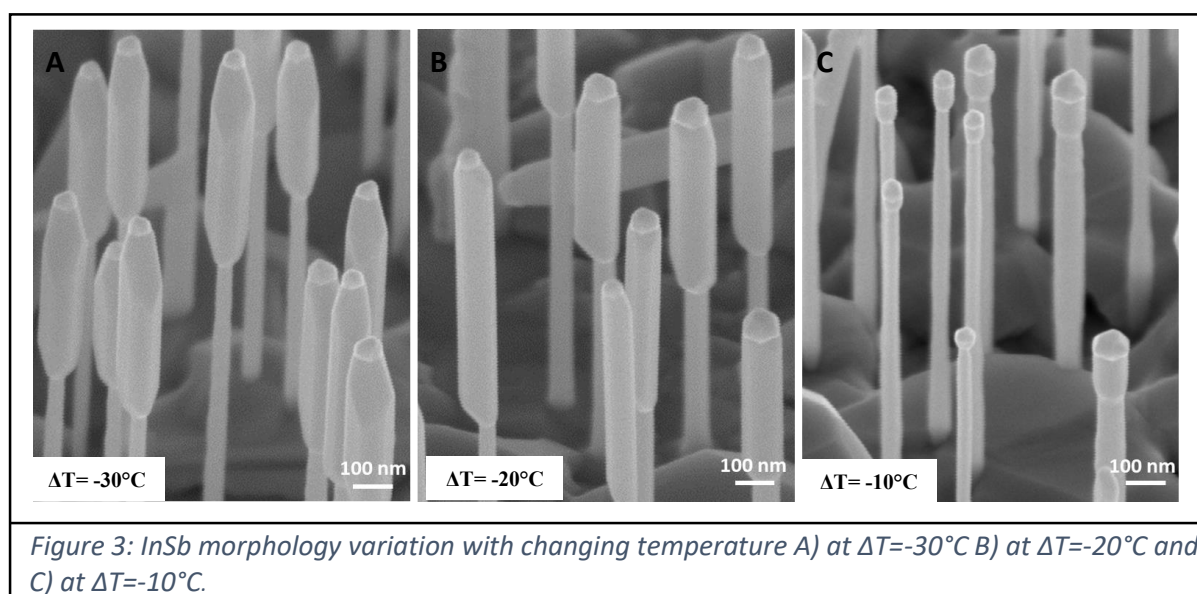 A
B
C
ΔT= -30°C
100 nm
ΔT= -20°C
100 nm
ΔT= -10°C
100 nm
Figure 3: InSb morphology variation with changing temperature A) at ΔT=-30°C B) at ΔT=-20°C and
C) at ΔT=-10°C.